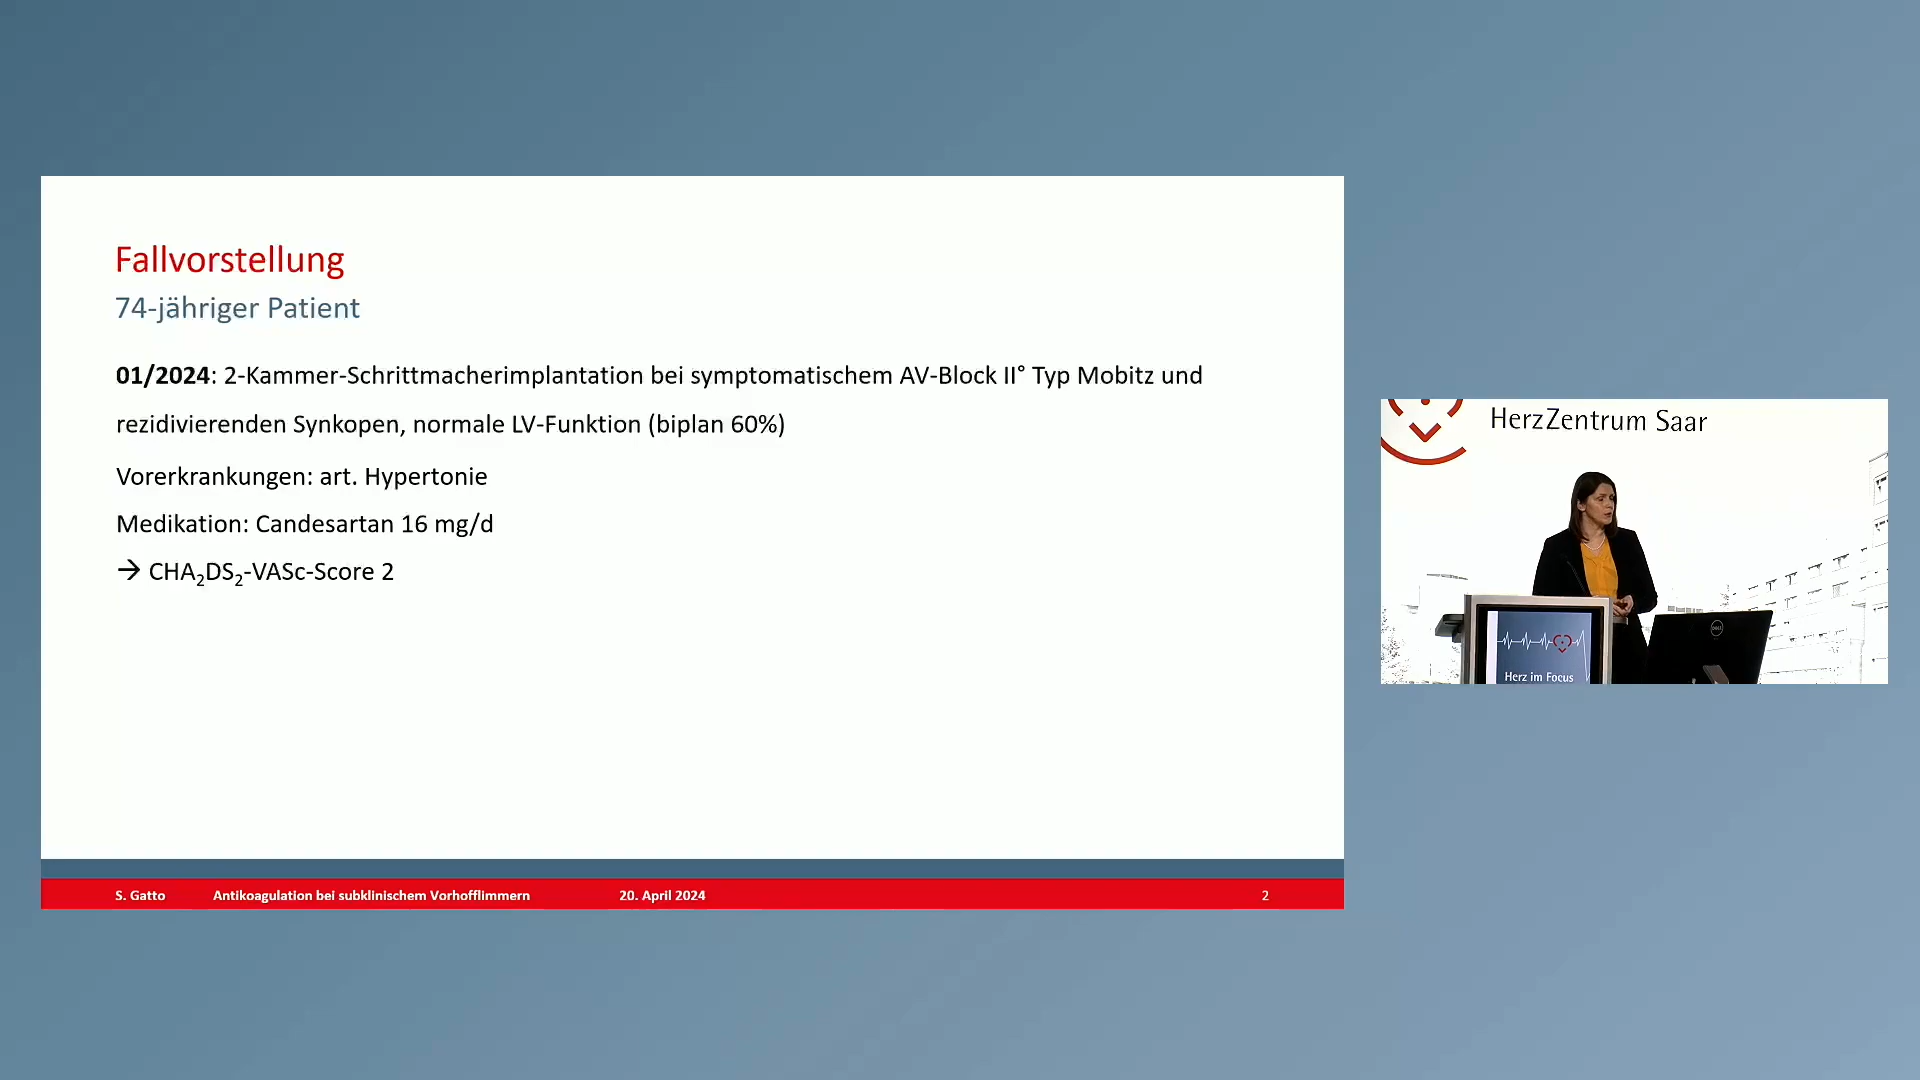 Fallvorstellung
74-jähriger Patient
01/2024: 2-Kammer-Schrittmacherimplantation bei symptomatischem AV-Block II° Typ Mobitz und
rezidivierenden Synkopen, normale LV-Funktion (biplan 60%)
Vorerkrankungen: art. Hypertonie
Medikation: Candesartan 16 mg/d
→ CHA₂DS₂-VASc-Score 2
S. Gatto Antikoagulation bei subklinischem Vorhofflimmern 20. April 2024 2
HerzZentrum Saar
DELL
Herz im Focus